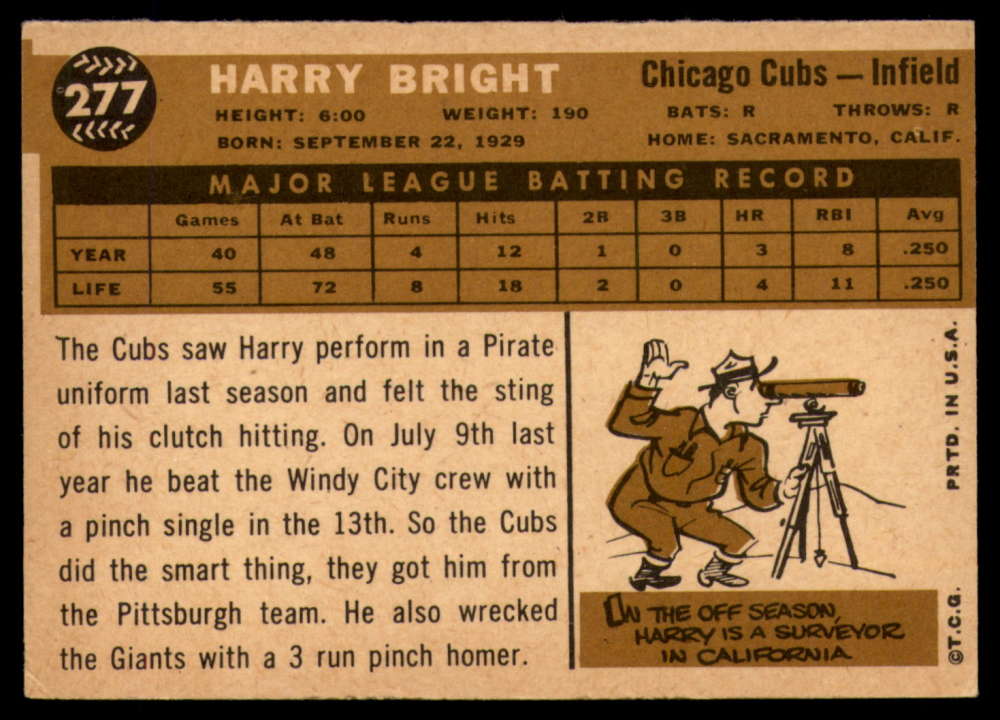 277
HARRY BRIGHT
Chicago Cubs — Infield
HEIGHT: 6:00 WEIGHT: 190 BATS: R THROWS: R
BORN: SEPTEMBER 22, 1929 HOME: SACRAMENTO, CALIF.
MAJOR LEAGUE BATTING RECORD
Games At Bat Runs Hits 2B 3B HR RBI Avg
YEAR 40 48 4 12 1 0 3 8 .250
LIFE 55 72 8 18 2 0 4 11 .250
The Cubs saw Harry perform in a Pirate
uniform last season and felt the sting
of his clutch hitting. On July 9th last
year he beat the Windy City crew with
a pinch single in the 13th. So the Cubs
did the smart thing, they got him from
the Pittsburgh team. He also wrecked
the Giants with a 3 run pinch homer.
IN THE OFF SEASON,
HARRY IS A SURVEYOR
IN CALIFORNIA
©T.C.G. PRTD. IN U.S.A.